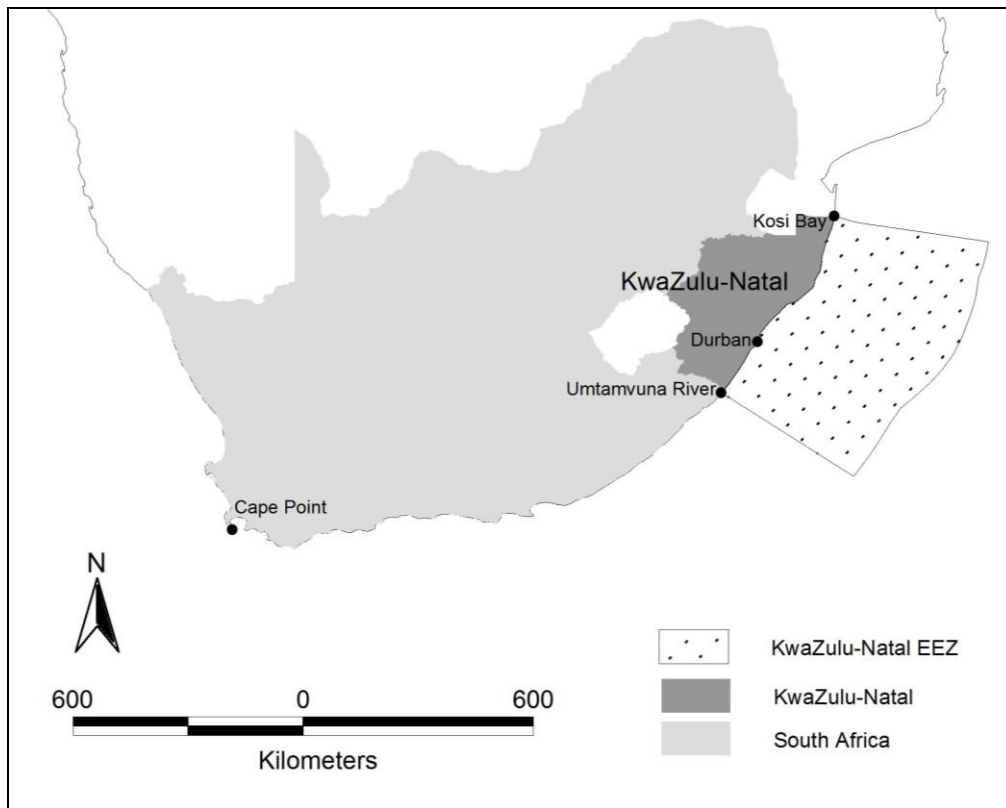 Kosi Bay
KwaZulu-Natal
Durban
Umtamvuna River
Cape Point
N
600 0 600
Kilometers
KwaZulu-Natal EEZ
KwaZulu-Natal
South Africa